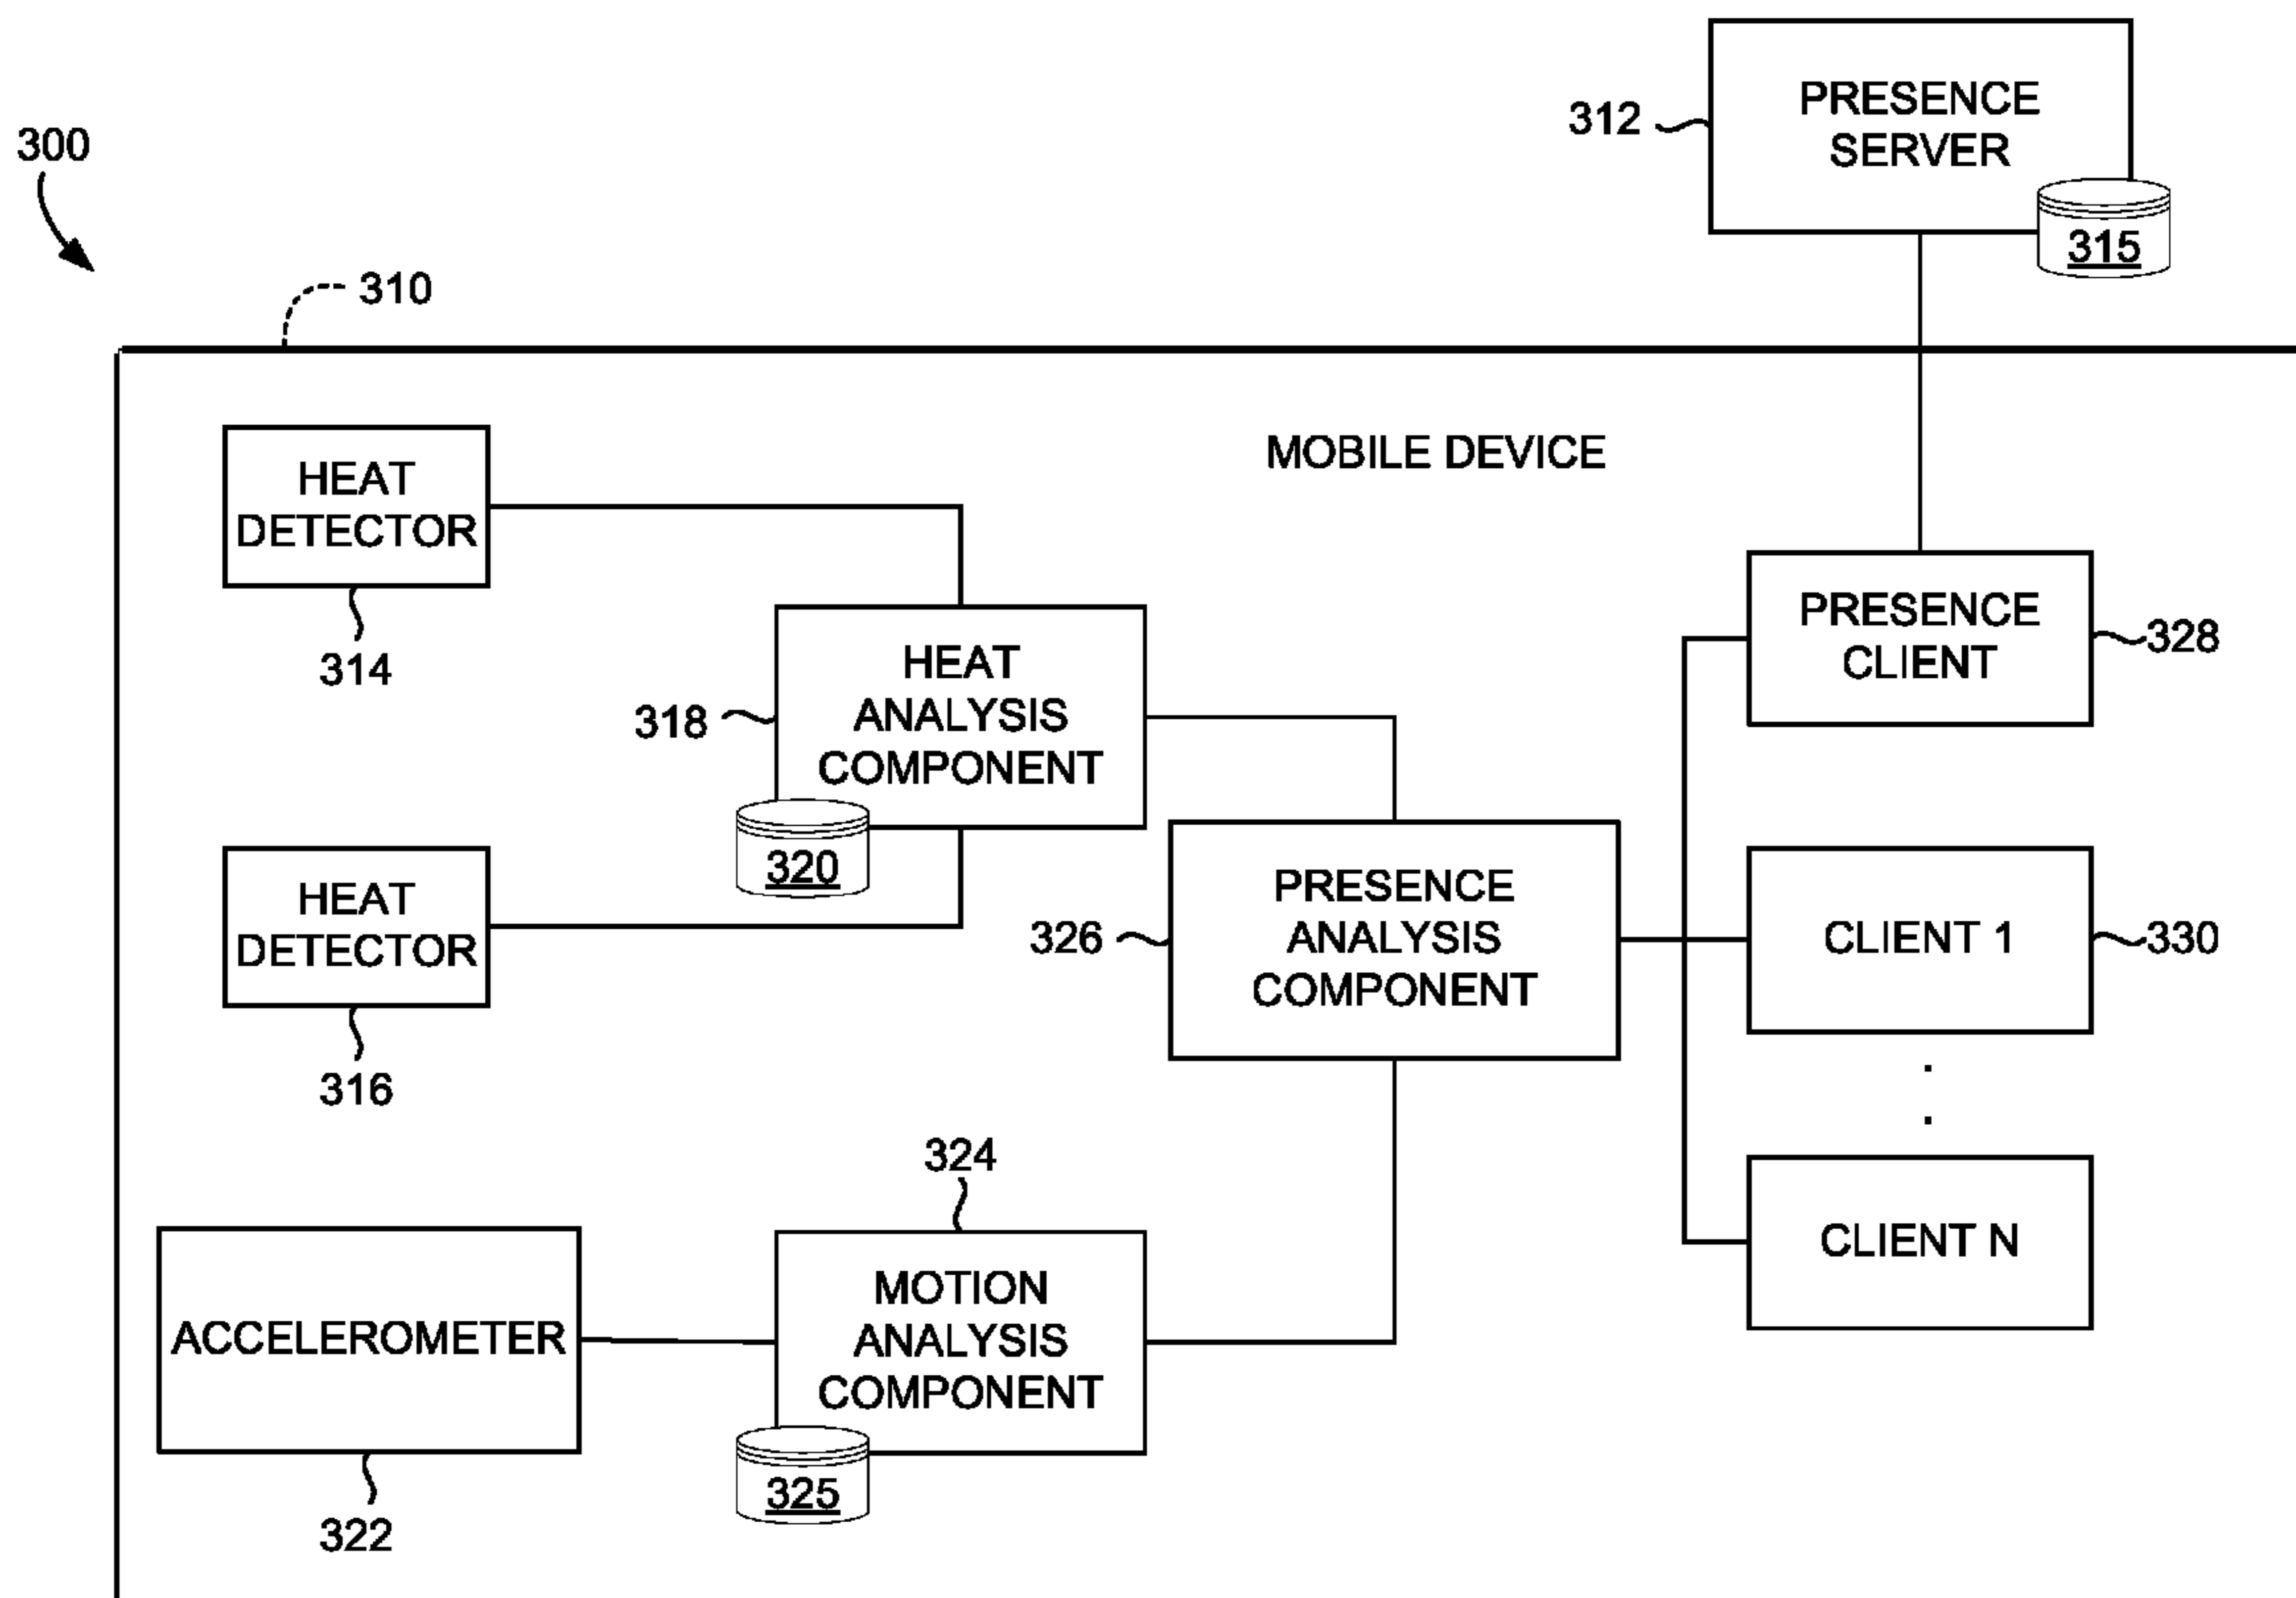 PRESENCE
SERVER
312
315
300
310
MOBILE DEVICE
HEAT
DETECTOR
314
HEAT
ANALYSIS
COMPONENT
318
320
PRESENCE
CLIENT
328
HEAT
DETECTOR
316
PRESENCE
ANALYSIS
COMPONENT
326
CLIENT 1
330
.
.
CLIENT N
324
ACCELEROMETER
322
MOTION
ANALYSIS
COMPONENT
325